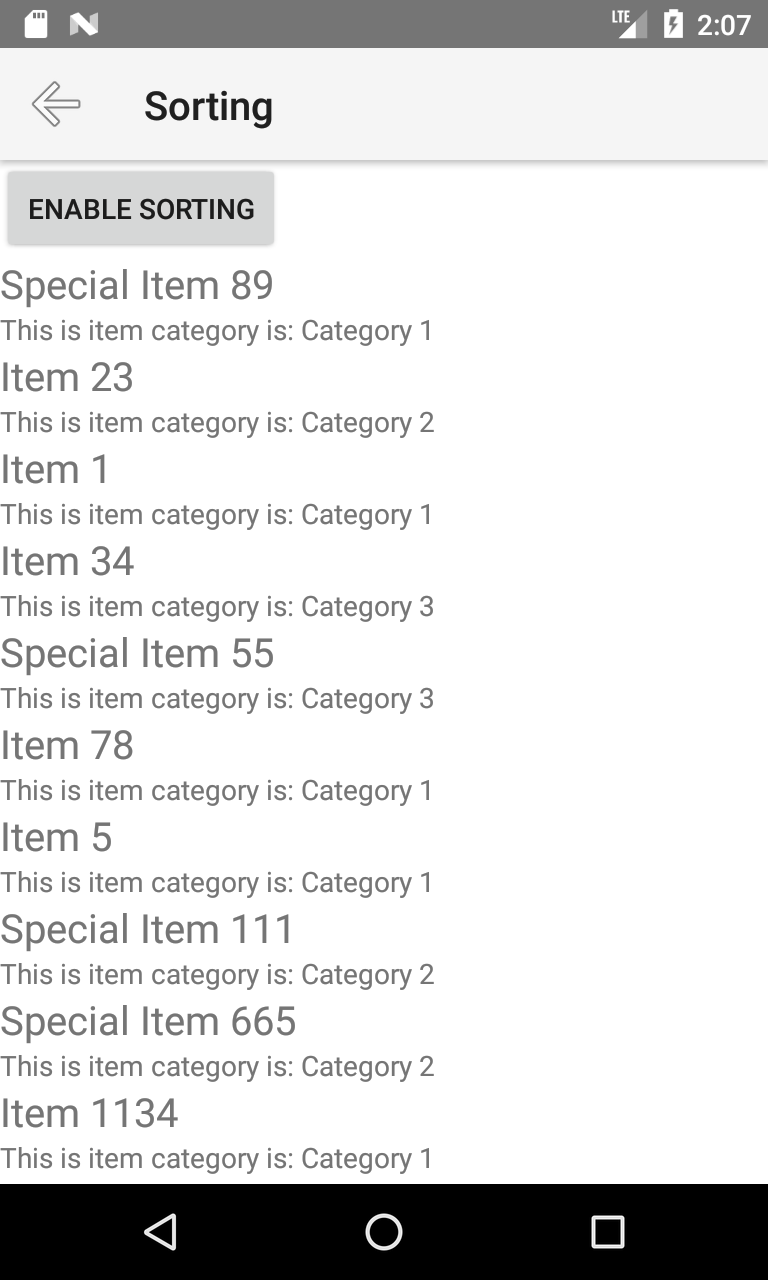 LTE 2:07
Sorting
ENABLE SORTING
Special Item 89
This is item category is: Category 1
Item 23
This is item category is: Category 2
Item 1
This is item category is: Category 1
Item 34
This is item category is: Category 3
Special Item 55
This is item category is: Category 3
Item 78
This is item category is: Category 1
Item 5
This is item category is: Category 1
Special Item 111
This is item category is: Category 2
Special Item 665
This is item category is: Category 2
Item 1134
This is item category is: Category 1